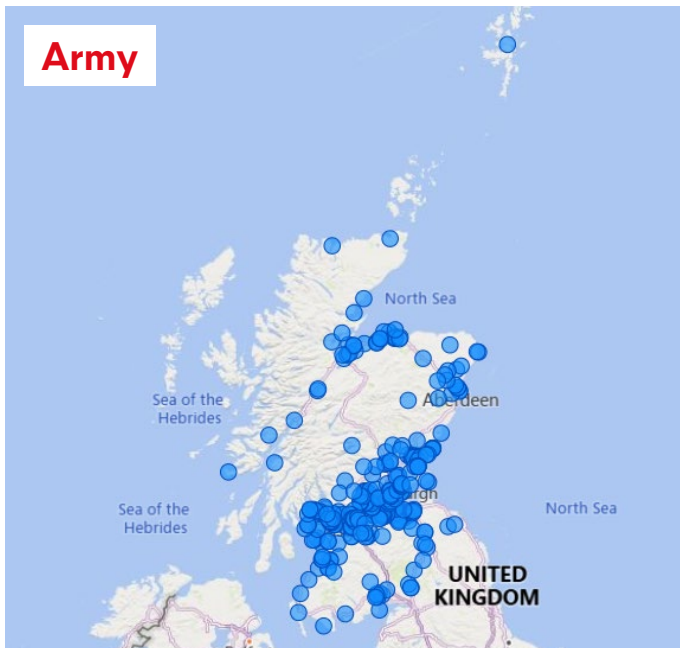 Army
North Sea
Sea of the
Hebrides
Aberdeen
Sea of the
Hebrides
North Sea
UNITED
KINGDOM